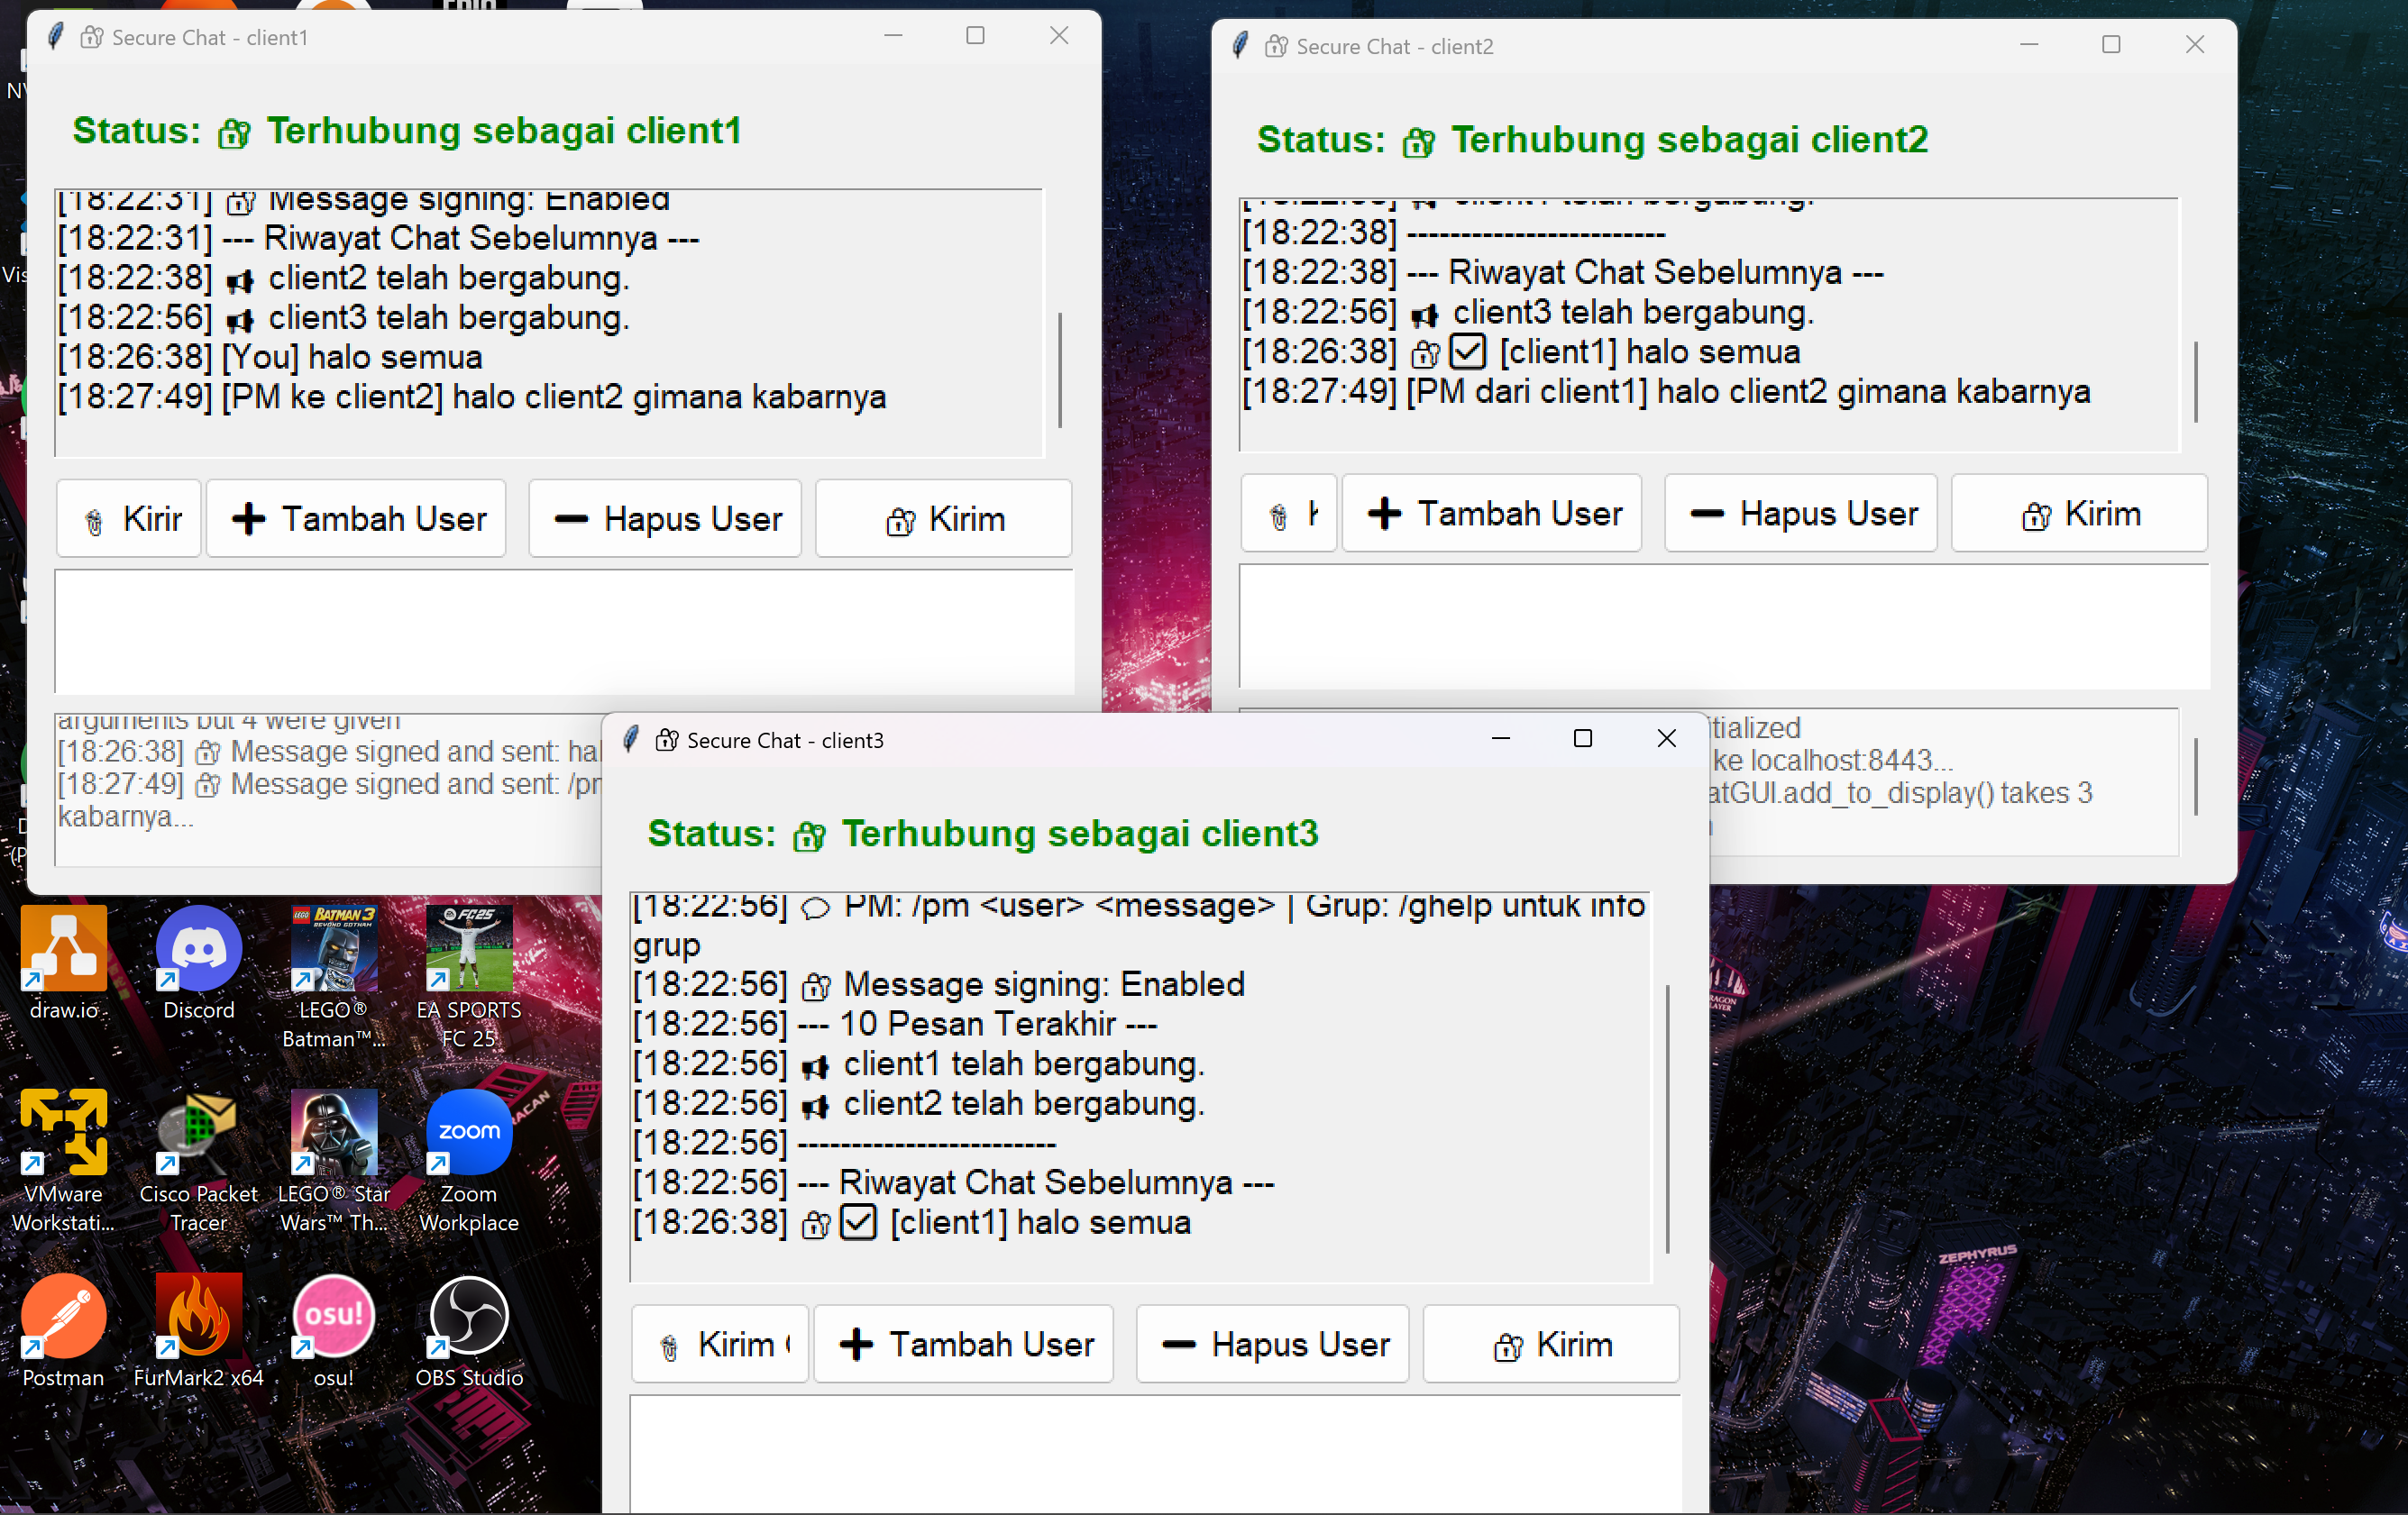 Secure Chat - client1
Status: Terhubung sebagai client1
[18:22:31] Message signing: Enabled
[18:22:31] --- Riwayat Chat Sebelumnya ---
[18:22:38] client2 telah bergabung.
[18:22:56] client3 telah bergabung.
[18:26:38] [You] halo semua
[18:27:49] [PM ke client2] halo client2 gimana kabarnya
Tambah User
Hapus User
Kirim
arguments but 4 were given
[18:26:38] Message signed and sent:
[18:27:49] Message signed and sent:
kabarnya...
Secure Chat - client2
Status: Terhubung sebagai client2
client1 telah bergabung.
[18:22:38] ------------------------
[18:22:38] --- Riwayat Chat Sebelumnya ---
[18:22:56] client3 telah bergabung.
[18:26:38] [client1] halo semua
[18:27:49] [PM dari client1] halo client2 gimana kabarnya
Tambah User
Hapus User
Kirim
ke localhost:8443...
atGUI.add_to_display() takes 3
Secure Chat - client3
Status: Terhubung sebagai client3
[18:22:56] PM: /pm <user> <message> | Grup: /ghelp untuk info
grup
[18:22:56] Message signing: Enabled
[18:22:56] --- 10 Pesan Terakhir ---
[18:22:56] client1 telah bergabung.
[18:22:56] client2 telah bergabung.
[18:22:56] ------------------------
[18:22:56] --- Riwayat Chat Sebelumnya ---
[18:26:38] [client1] halo semua
Kirim
Tambah User
Hapus User
Kirim
draw.io
Discord
LEGO®
Batman™...
EA SPORTS
FC 25
VMware
Workstati...
Cisco Packet
Tracer
LEGO® Star
Wars™ Th...
Zoom
Workplace
Postman
FurMark2 x64
osu!
OBS Studio
LEGO
BATMAN 3
BEYOND GOTHAM
FC25
zoom
osu!
ZEPHYRUS